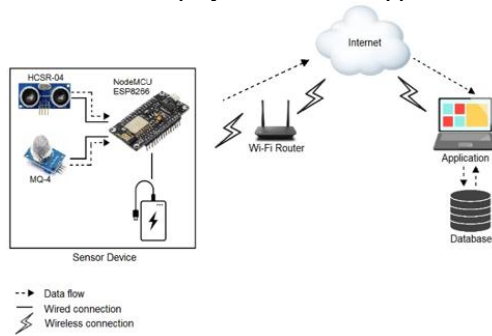 Internet
HCSR-04
NodeMCU
ESP8266
Wi-Fi Router
Application
MQ-4
Database
Sensor Device
Data flow
Wired connection
Wireless connection